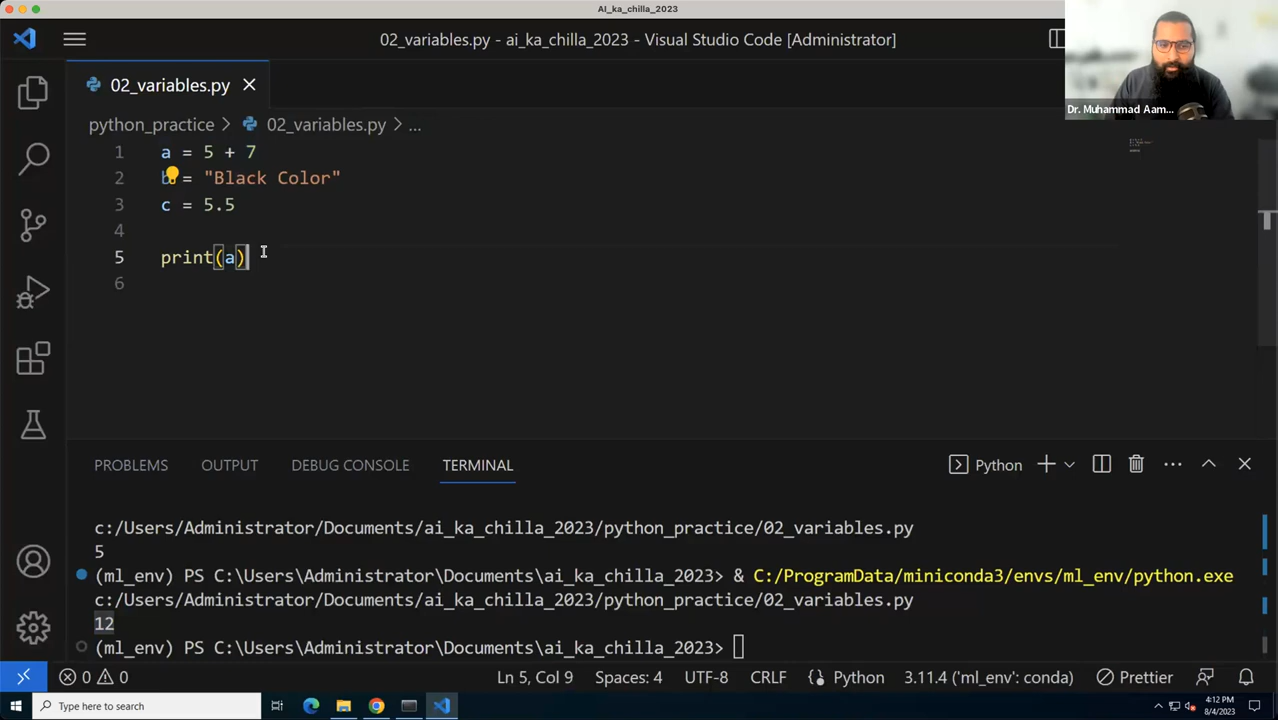 AI_ka_chilla_2023
02_variables.py - ai_ka_chilla_2023 - Visual Studio Code [Administrator]
Dr. Muhammad Aam...
02_variables.py
python_practice > 02_variables.py > ...
1 a = 5 + 7
2 b = "Black Color"
3 c = 5.5
4
5 print(a)
6
PROBLEMS OUTPUT DEBUG CONSOLE TERMINAL Python
c:/Users/Administrator/Documents/ai_ka_chilla_2023/python_practice/02_variables.py
5
(ml_env) PS C:\Users\Administrator\Documents\ai_ka_chilla_2023> & C:/ProgramData/miniconda3/envs/ml_env/python.exe
c:/Users/Administrator/Documents/ai_ka_chilla_2023/python_practice/02_variables.py
12
(ml_env) PS C:\Users\Administrator\Documents\ai_ka_chilla_2023>
0 0 Ln 5, Col 9 Spaces: 4 UTF-8 CRLF Python 3.11.4 ('ml_env': conda) Prettier
Type here to search
4:12 PM
8/4/2023